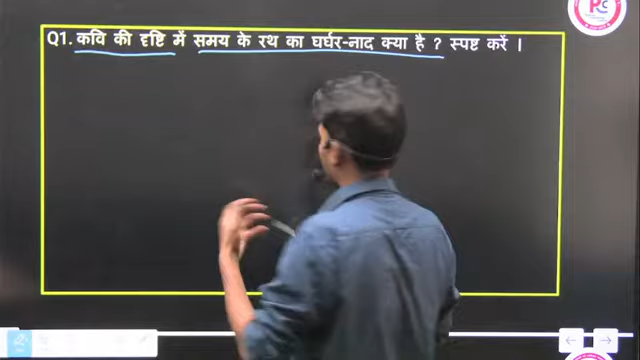 Q1. कवि की दृष्टि में समय के रथ का घर्घर-नाद क्या है ? स्पष्ट करें ।